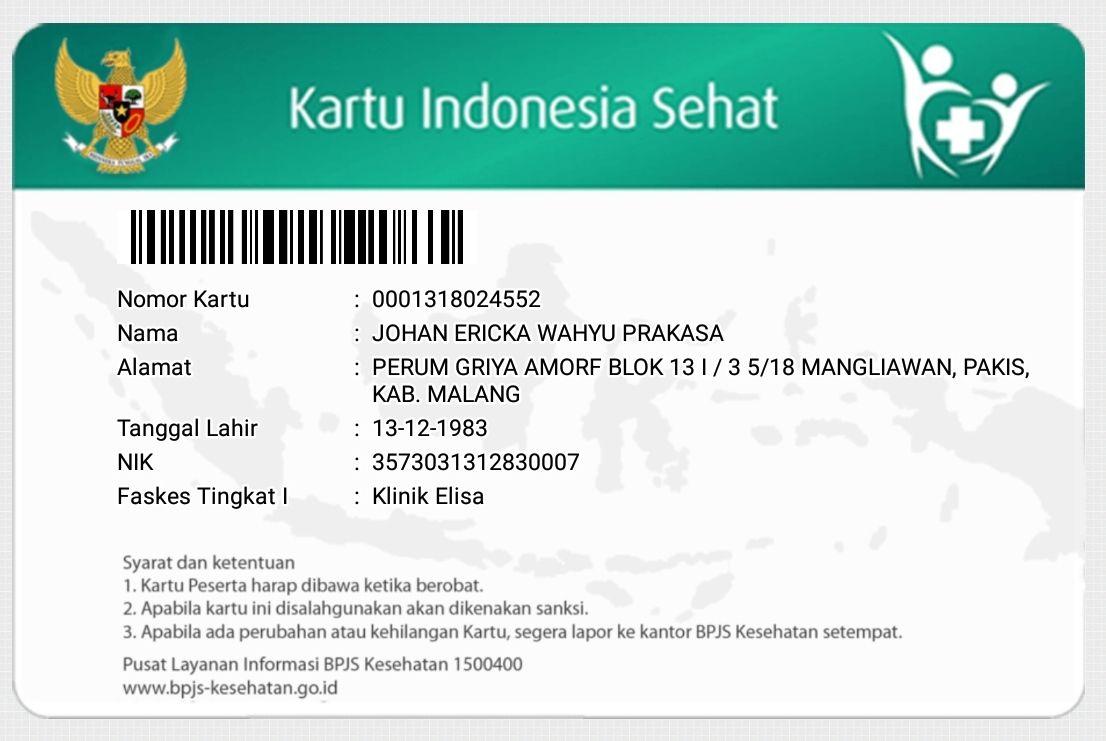 Kartu Indonesia Sehat
Nomor Kartu : 0001318024552
Nama : JOHAN ERICKA WAHYU PRAKASA
Alamat : PERUM GRIYA AMORF BLOK 13 I / 3 5/18 MANGLIAWAN, PAKIS,
KAB. MALANG
Tanggal Lahir : 13-12-1983
NIK : 3573031312830007
Faskes Tingkat I : Klinik Elisa
Syarat dan ketentuan
1. Kartu Peserta harap dibawa ketika berobat.
2. Apabila kartu ini disalahgunakan akan dikenakan sanksi.
3. Apabila ada perubahan atau kehilangan Kartu, segera lapor ke kantor BPJS Kesehatan setempat.
Pusat Layanan Informasi BPJS Kesehatan 1500400
www.bpjs-kesehatan.go.id